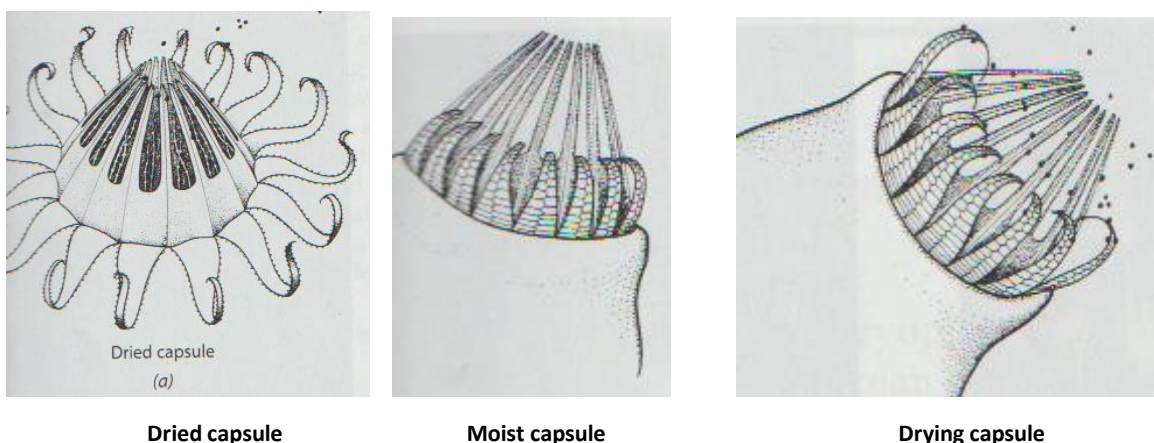 Dried capsule
(a)
Dried capsule
Moist capsule
Drying capsule